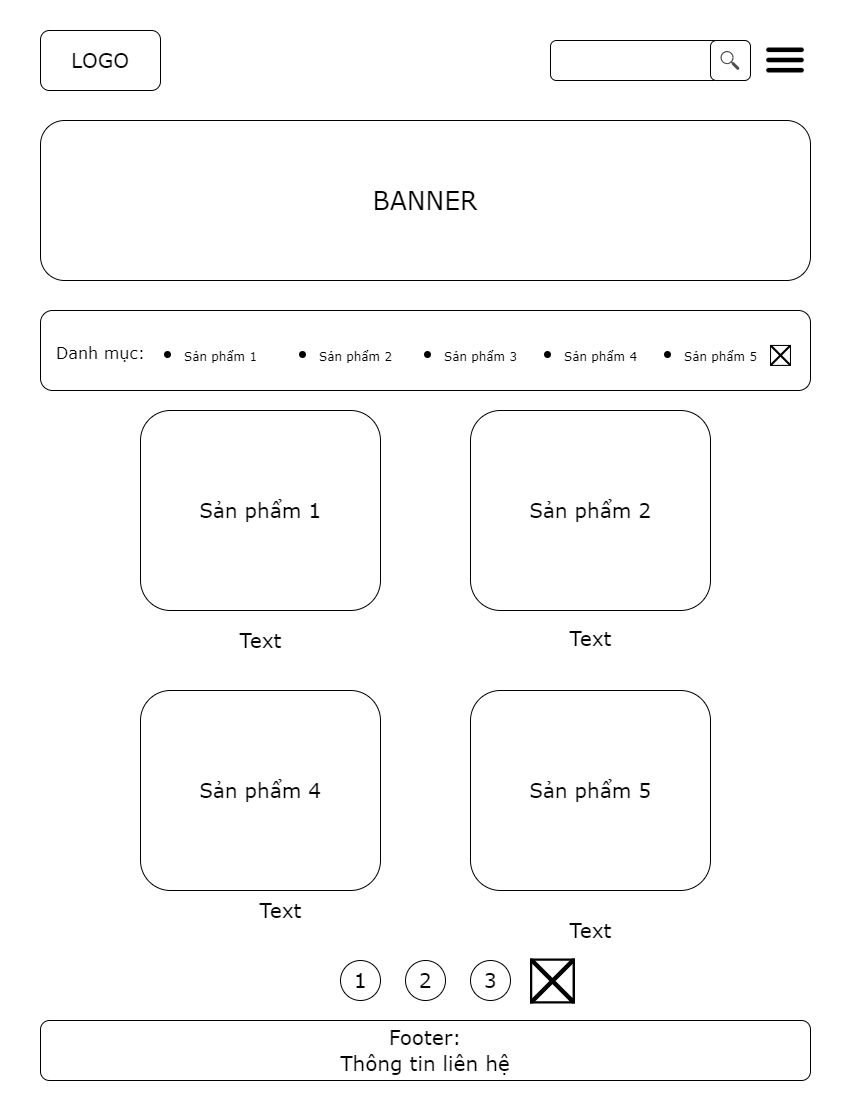 LOGO
BANNER
Danh mục:
Sản phẩm 1
Sản phẩm 2
Sản phẩm 3
Sản phẩm 4
Sản phẩm 5
Sản phẩm 1
Sản phẩm 2
Text
Text
Sản phẩm 4
Sản phẩm 5
Text
Text
1
2
3
Footer:
Thông tin liên hệ